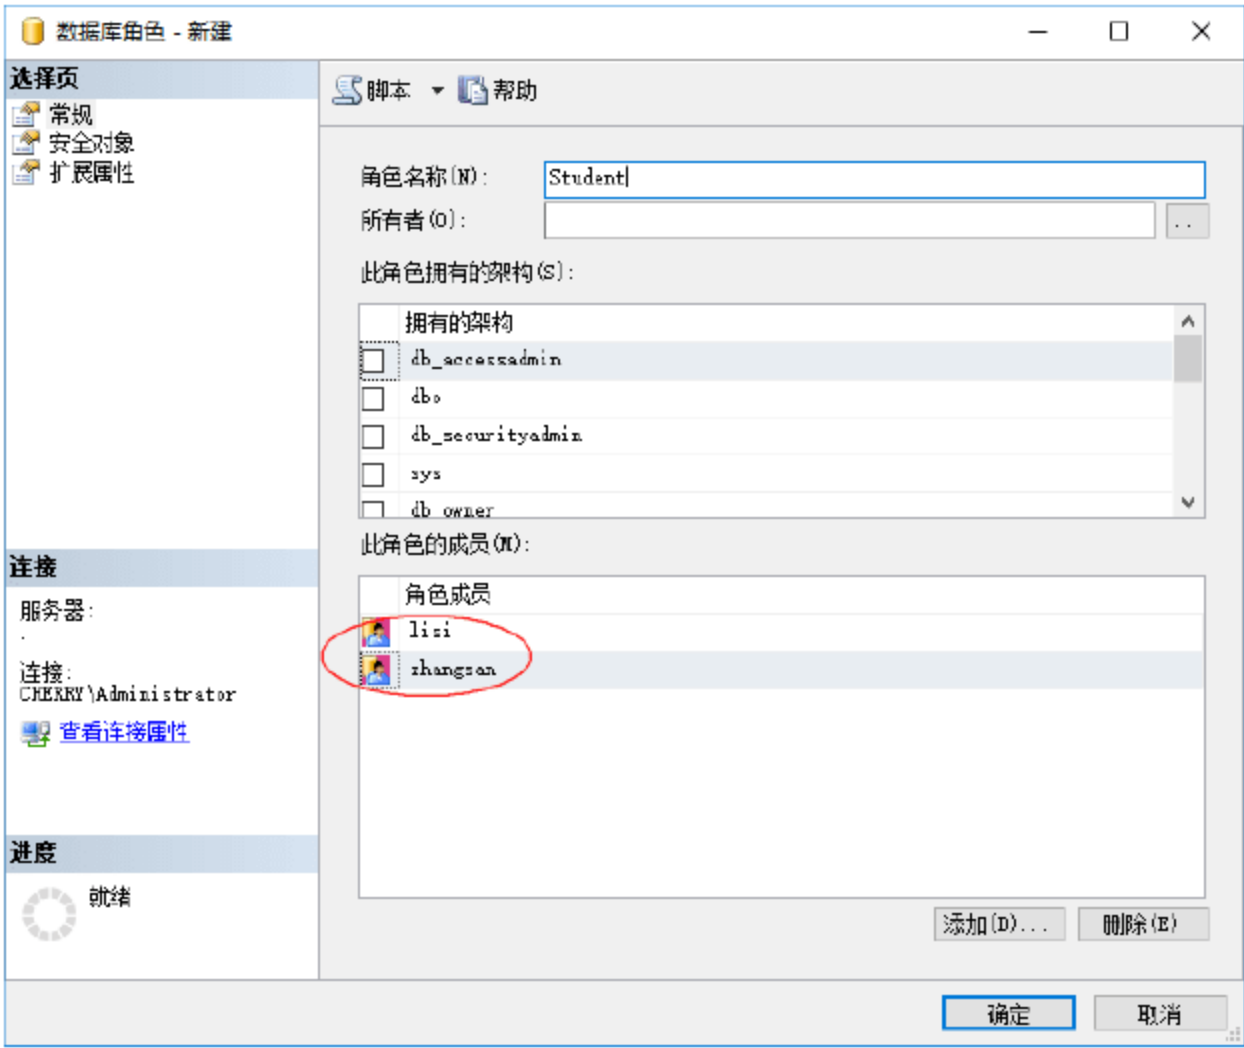 数据库角色 - 新建
选择页
常规
安全对象
扩展属性
脚本
帮助
角色名称(N):
Student
所有者(O):
..
此角色拥有的架构(S):
拥有的架构
db_accessadmin
dbo
db_securityadmin
sys
db_owner
此角色的成员(M):
角色成员
lisi
zhangsan
连接
服务器:
.
连接:
CHERRY\Administrator
查看连接属性
进度
就绪
添加(D)...
删除(E)
确定
取消